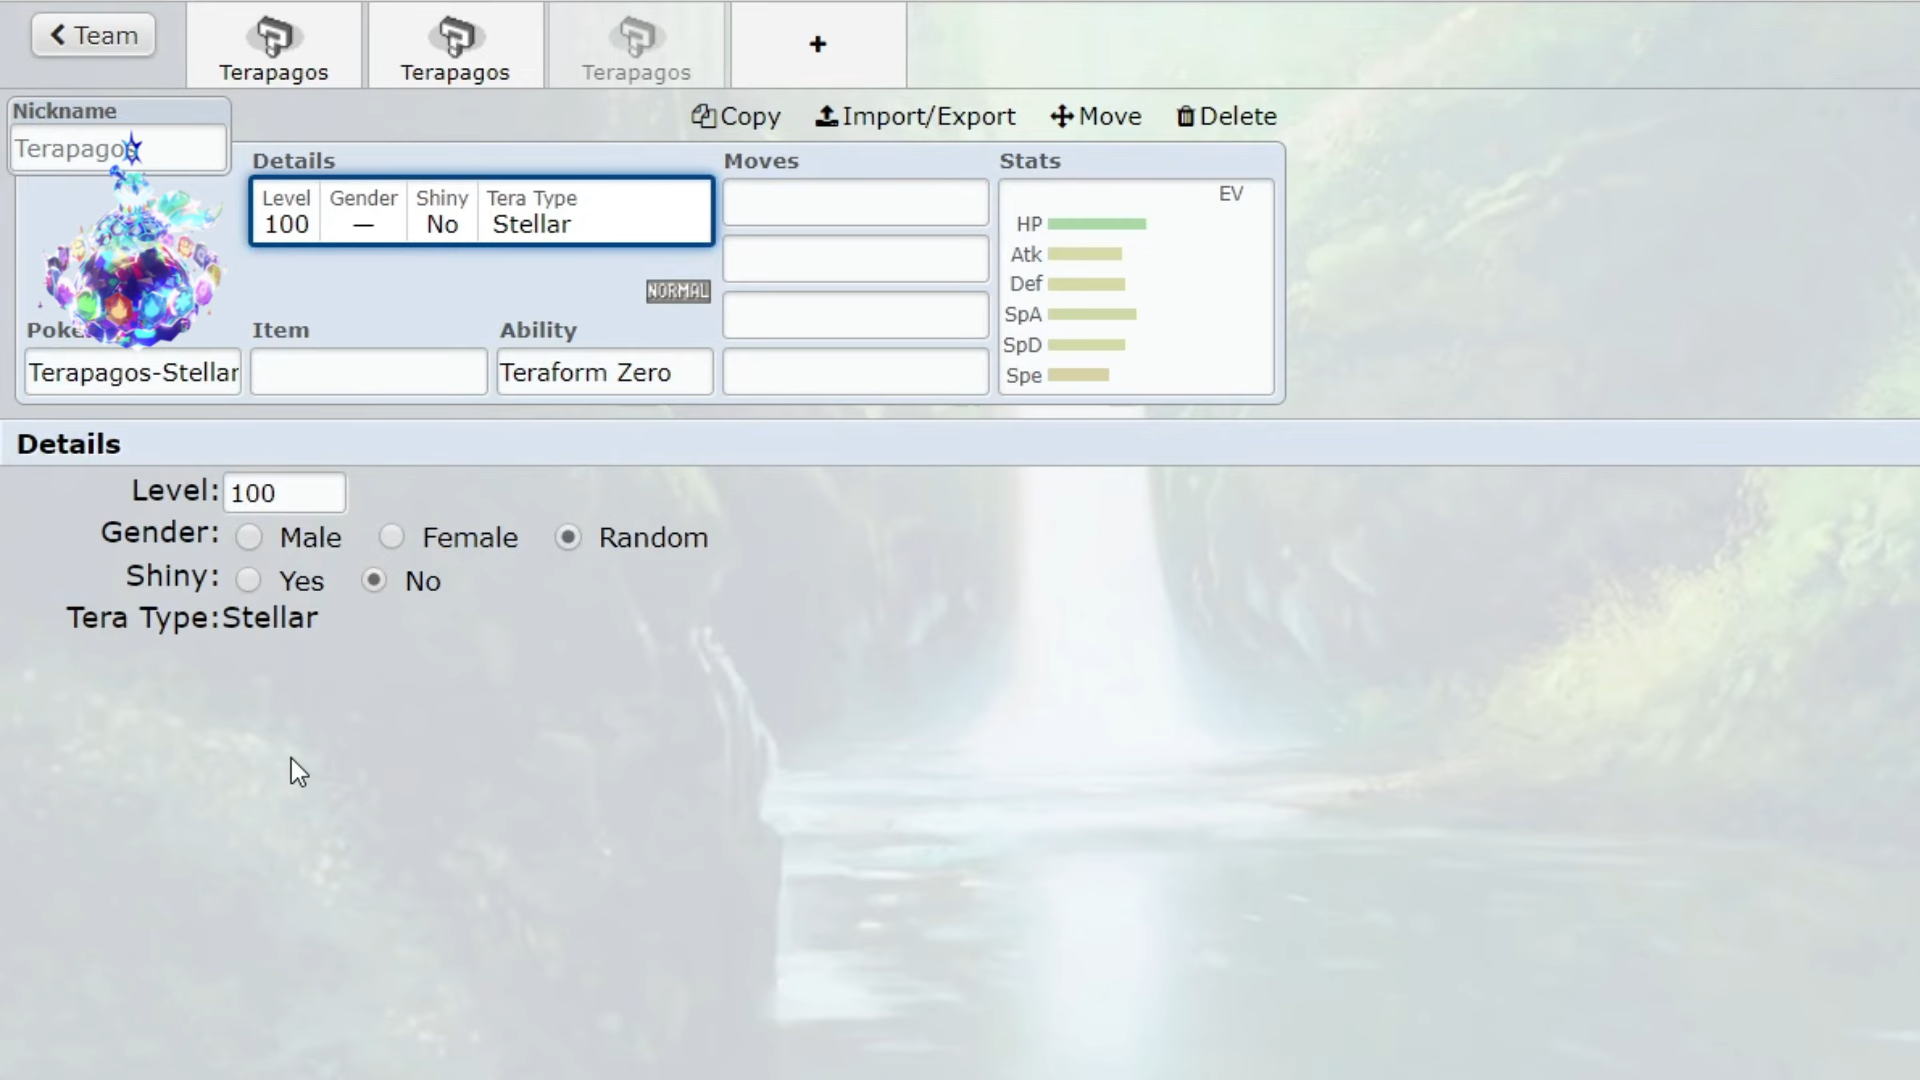 Team
Terapagos
Terapagos
Terapagos
+
Nickname
Terapagos
Copy
Import/Export
Move
Delete
Details
Moves
Stats
Level
Gender
Shiny
Tera Type
100
—
No
Stellar
EV
HP
Atk
Def
SpA
SpD
Spe
NORMAL
Item
Ability
Terapagos-Stellar
Teraform Zero
Details
Level: 100
Gender: Male Female Random
Shiny: Yes No
Tera Type:Stellar